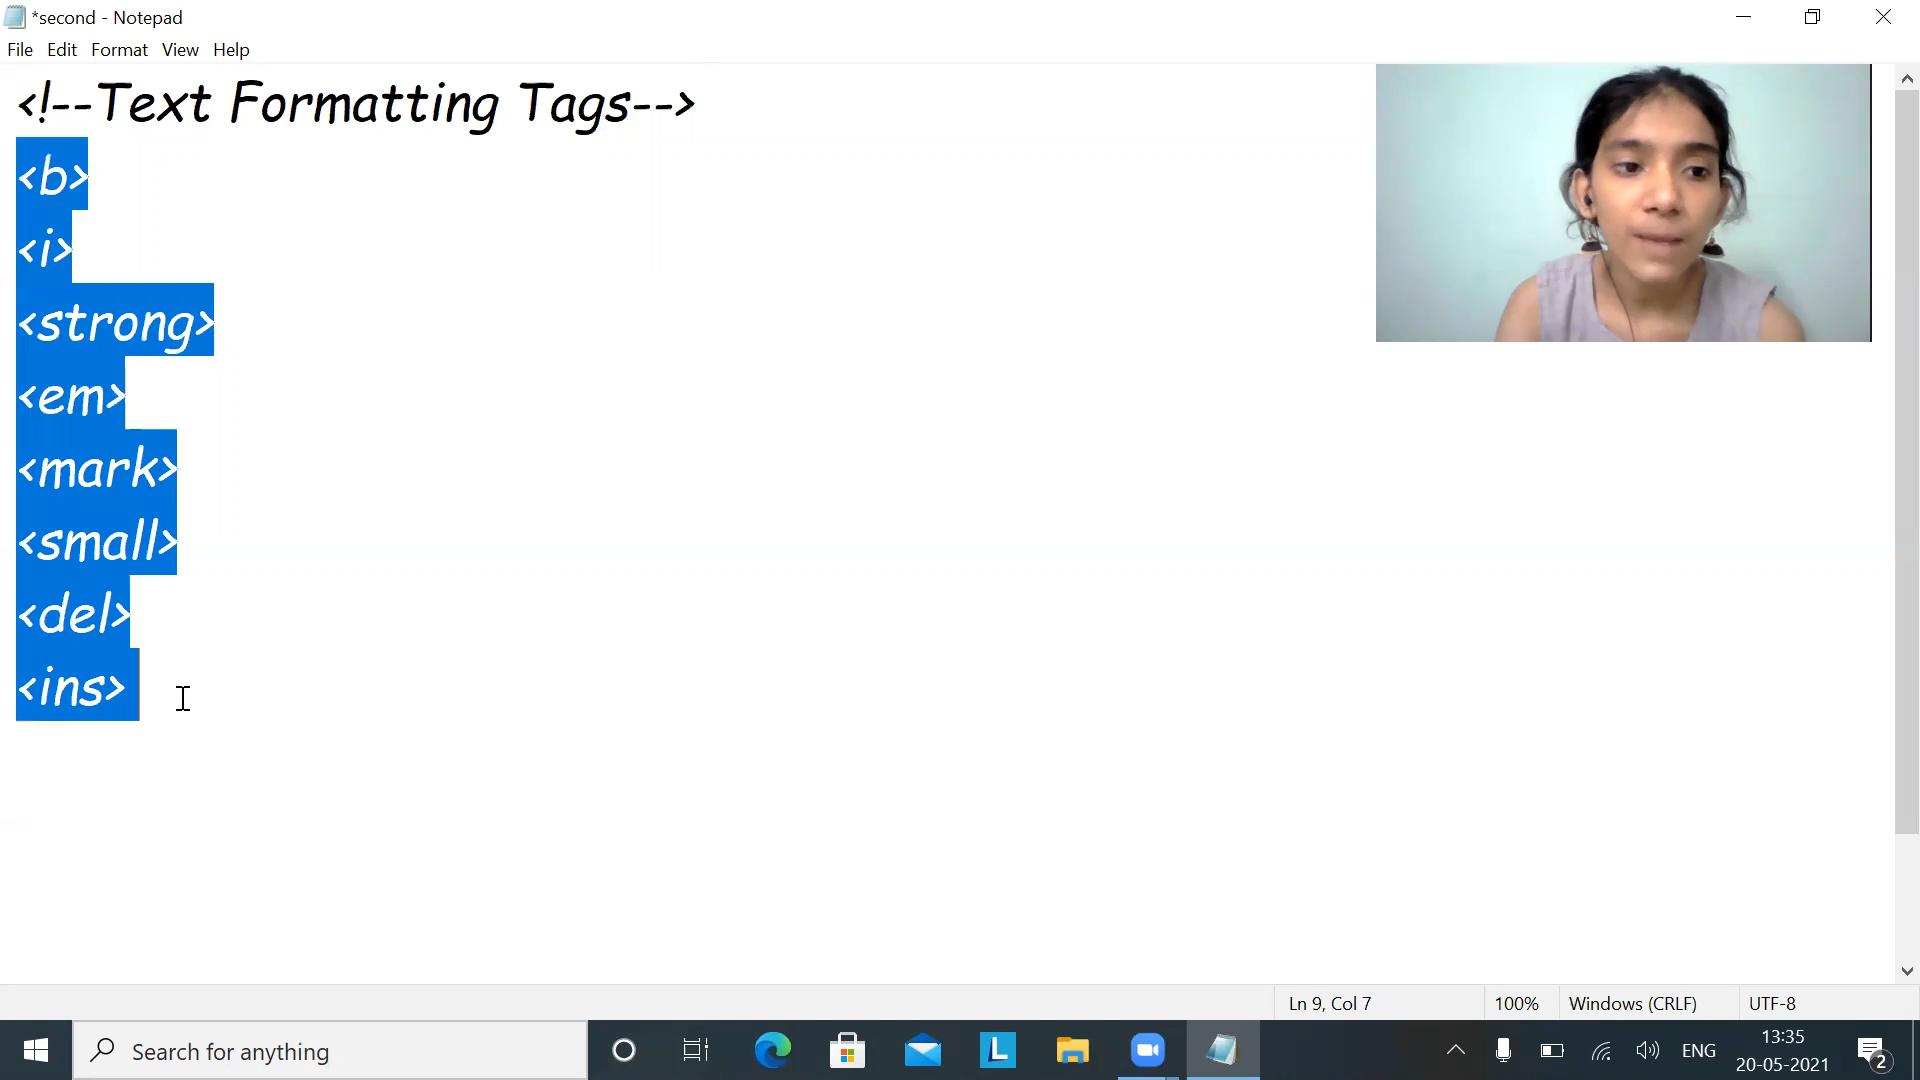 *second - Notepad
File Edit Format View Help
<!--Text Formatting Tags-->
<b>
<i>
<strong>
<em>
<mark>
<small>
<del>
<ins>
Ln 9, Col 7 100% Windows (CRLF) UTF-8
Search for anything
L
ENG
13:35
20-05-2021
2